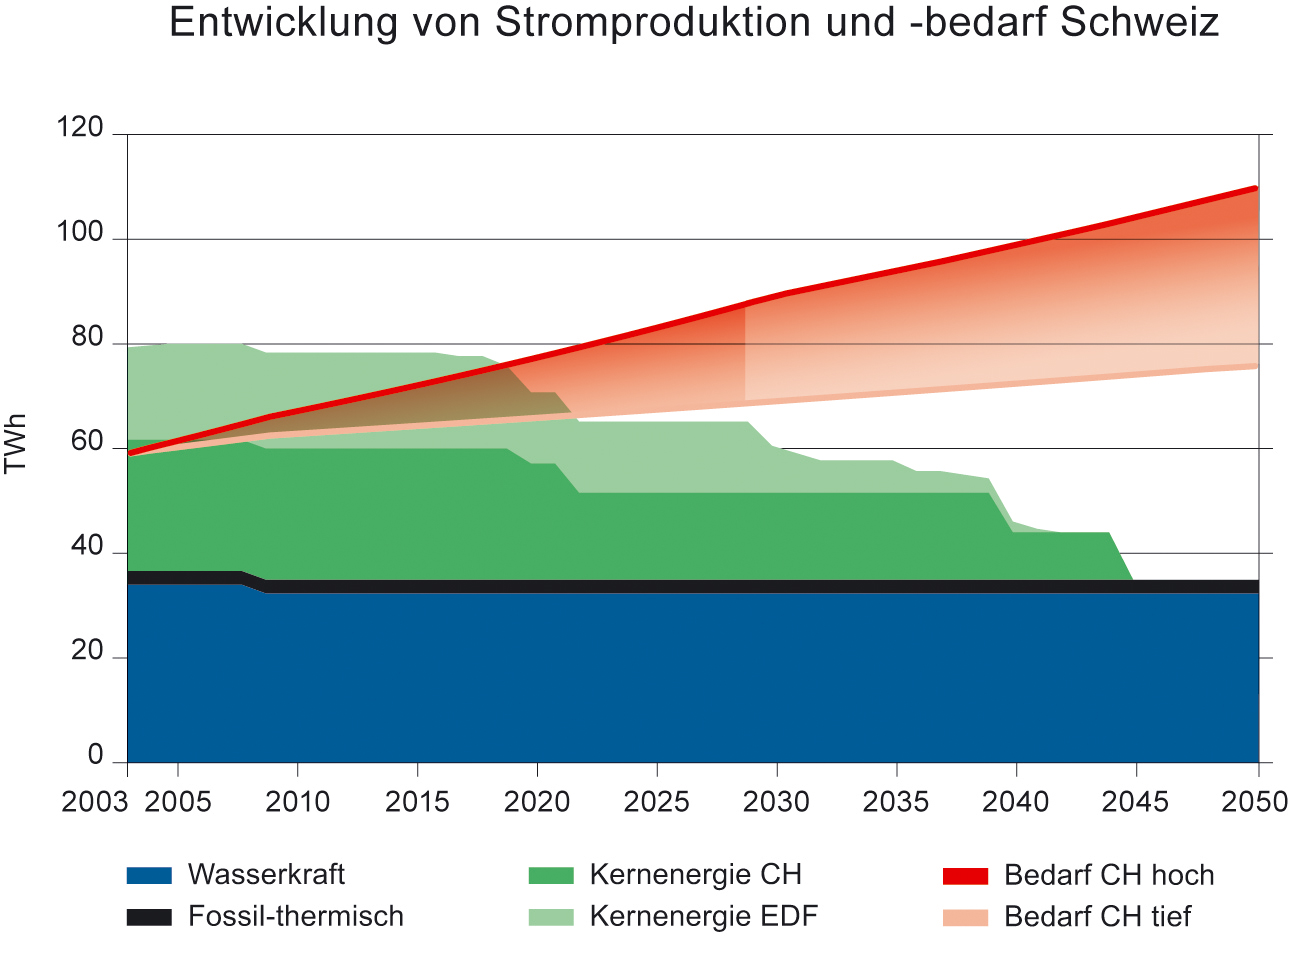 Entwicklung von Stromproduktion und -bedarf Schweiz
120
100
80
60
40
20
0
TWh
2003 2005 2010 2015 2020 2025 2030 2035 2040 2045 2050
Wasserkraft Kernenergie CH Bedarf CH hoch
Fossil-thermisch Kernenergie EDF Bedarf CH tief